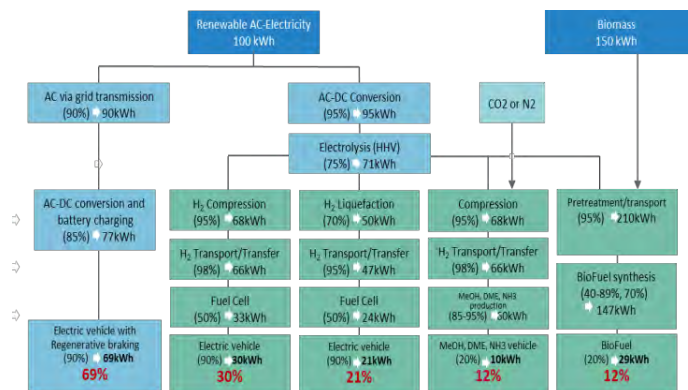 Renewable AC-Electricity
100 kWh
Biomass
150 kWh
AC via grid transmission
(90%) 90kWh
AC-DC Conversion
(95%) 95kWh
CO2 or N2
Electrolysis (HHV)
(75%) 71kWh
AC-DC conversion and
battery charging
(85%) 77kWh
H2 Compression
(95%) 68kWh
H2 Liquefaction
(70%) 50kWh
Compression
(95%) 68kWh
Pretreatment/transport
(95%) 210kWh
H2 Transport/Transfer
(98%) 66kWh
H2 Transport/Transfer
(95%) 47kWh
H2 Transport/Transfer
(98%) 66kWh
BioFuel synthesis
(40-89%, 70%)
147kWh
Fuel Cell
(50%) 33kWh
Fuel Cell
(50%) 24kWh
MeOH, DME, NH3
production
(85-95%) 60kWh
Electric vehicle with
Regenerative braking
(90%) 69kWh
69%
Electric vehicle
(90%) 30kWh
30%
Electric vehicle
(90%) 21kWh
21%
MeOH, DME, NH3 vehicle
(20%) 10kWh
12%
BioFuel
(20%) 29kWh
12%